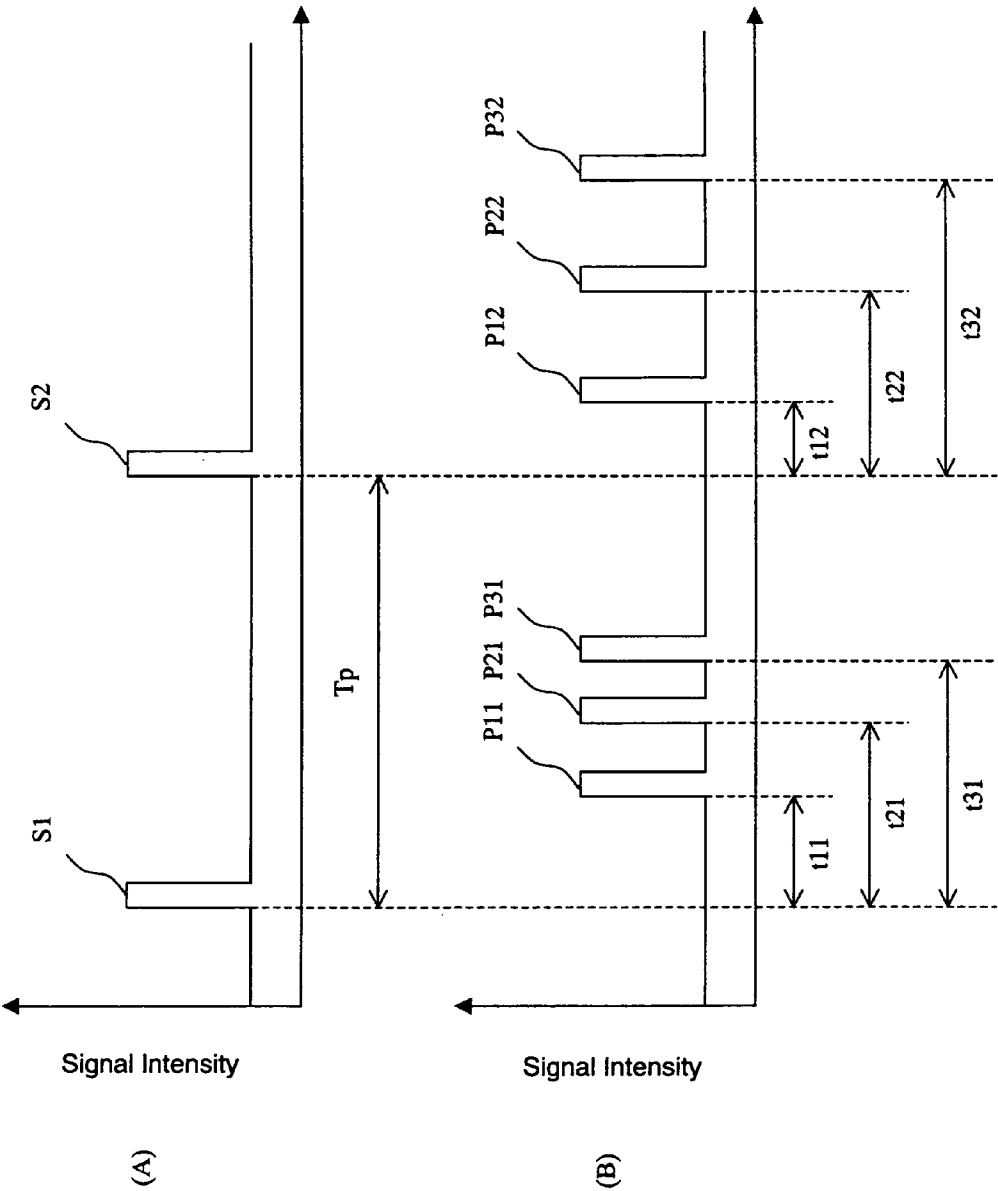 (A)
Signal Intensity
S1
S2
Tp
(B)
Signal Intensity
P11
P21
P31
P12
P22
P32
t11
t12
t21
t22
t31
t32